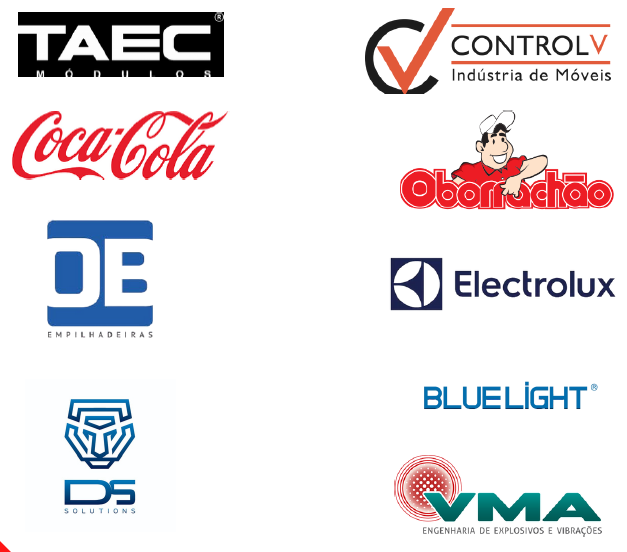 TAEC®
MÓDULOS
CONTROLV
Indústria de Móveis
Coca-Cola
Oborrachão
OB
EMPILHADEIRAS
Electrolux
BLUELIGHT®
DS
SOLUTIONS
VMA
ENGENHARIA DE EXPLOSIVOS E VIBRAÇÕES